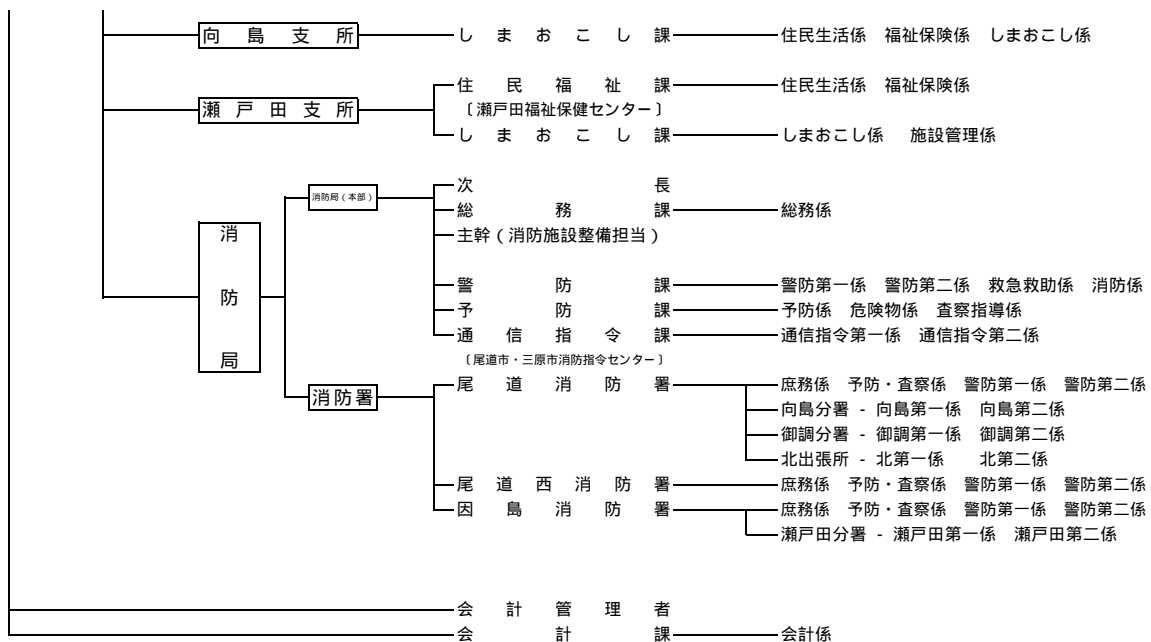 向島支所 しまおこし課 住民生活係 福祉保険係 しまおこし係
住民福祉課 住民生活係 福祉保険係
瀬戸田支所 〔瀬戸田福祉保健センター〕
しまおこし課 しまおこし係 施設管理係
次長
消防局（本部）
総務課 総務係
主幹（消防施設整備担当）
消防局
警防課 警防第一係 警防第二係 救急救助係 消防係
予防課 予防係 危険物係 査察指導係
通信指令課 通信指令第一係 通信指令第二係
〔尾道市・三原市消防指令センター〕
尾道消防署 庶務係 予防・査察係 警防第一係 警防第二係
消防署
向島分署 - 向島第一係 向島第二係
御調分署 - 御調第一係 御調第二係
北出張所 - 北第一係 北第二係
尾道西消防署 庶務係 予防・査察係 警防第一係 警防第二係
因島消防署 庶務係 予防・査察係 警防第一係 警防第二係
瀬戸田分署 - 瀬戸田第一係 瀬戸田第二係
会計管理者
会計課 会計係